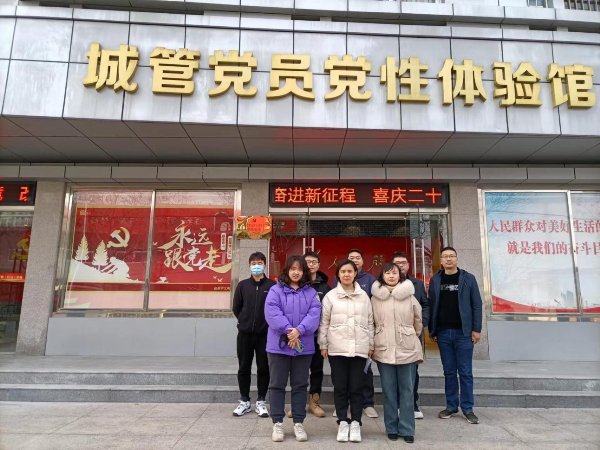 城管党员党性体验馆
奋进新征程 喜庆二十
永远
跟党走
人民群众对美好生活的
就是我们的奋斗目